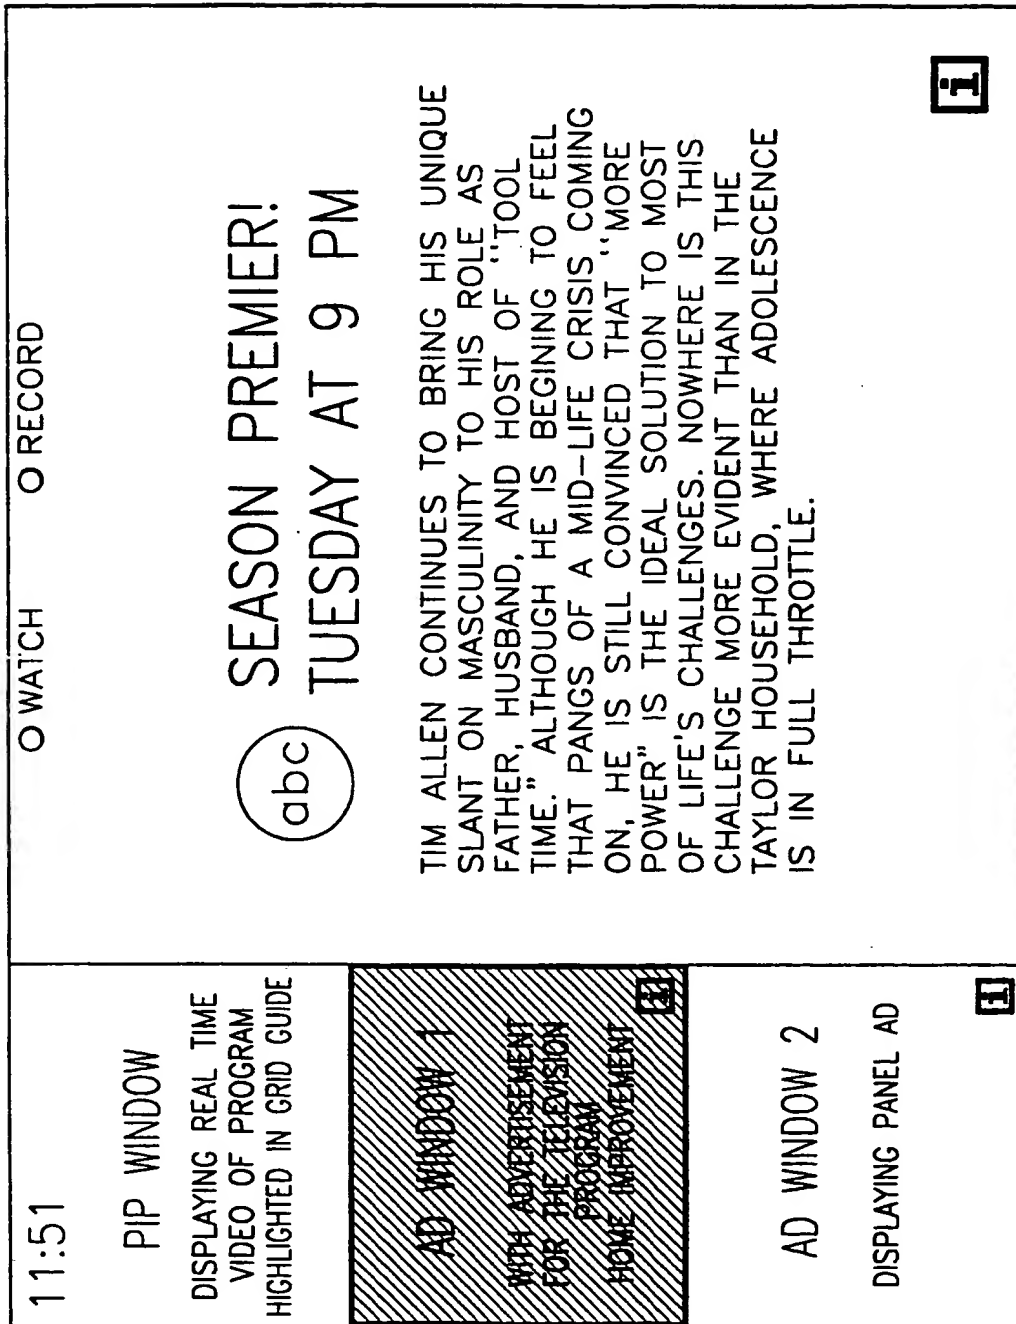 11:51
PIP WINDOW
DISPLAYING REAL TIME
VIDEO OF PROGRAM
HIGHLIGHTED IN GRID GUIDE
AD WINDOW 1
WITH ADVERTISEMENT
FOR THE TELEVISION
PROGRAM
HOME IMPROVEMENT
i
AD WINDOW 2
DISPLAYING PANEL AD
i
O WATCH
O RECORD
abc
SEASON PREMIER!
TUESDAY AT 9 PM
TIM ALLEN CONTINUES TO BRING HIS UNIQUE
SLANT ON MASCULINITY TO HIS ROLE AS
FATHER, HUSBAND, AND HOST OF "TOOL
TIME." ALTHOUGH HE IS BEGINING TO FEEL
THAT PANGS OF A MID-LIFE CRISIS COMING
ON, HE IS STILL CONVINCED THAT "MORE
POWER" IS THE IDEAL SOLUTION TO MOST
OF LIFE'S CHALLENGES. NOWHERE IS THIS
CHALLENGE MORE EVIDENT THAN IN THE
TAYLOR HOUSEHOLD, WHERE ADOLESCENCE
IS IN FULL THROTTLE.
i